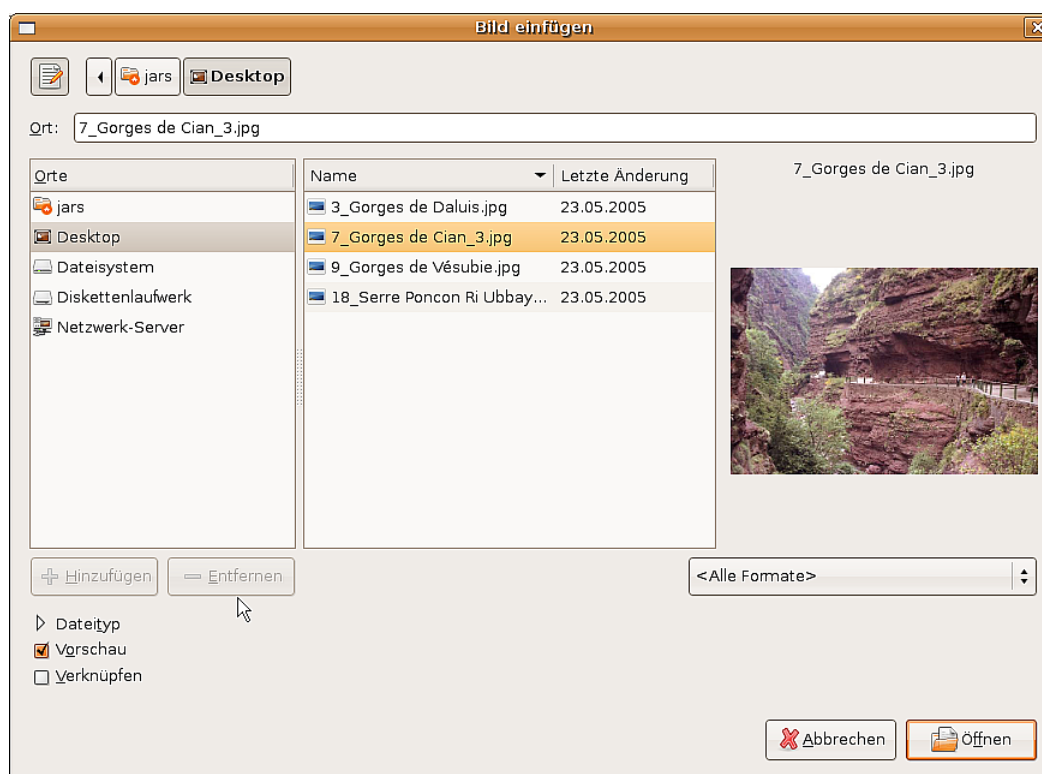 Bild einfügen
jars Desktop
Ort: 7_Gorges de Cian_3.jpg
Orte
jars
Desktop
Dateisystem
Diskettenlaufwerk
Netzwerk-Server
Name Letzte Änderung
3_Gorges de Daluis.jpg 23.05.2005
7_Gorges de Cian_3.jpg 23.05.2005
9_Gorges de Vésubie.jpg 23.05.2005
18_Serre Poncon Ri Ubbay... 23.05.2005
7_Gorges de Cian_3.jpg
Hinzufügen Entfernen
<Alle Formate>
Dateityp
Vorschau
Verknüpfen
Abbrechen Öffnen